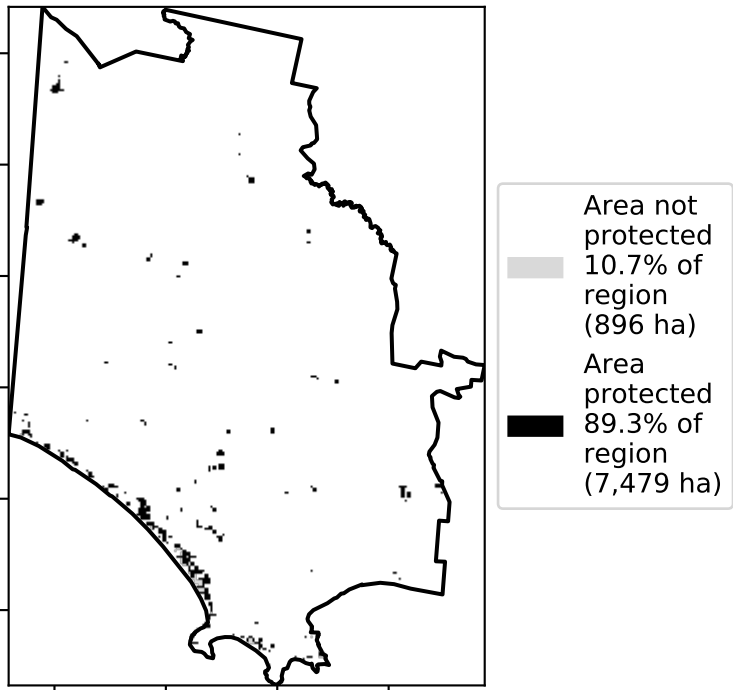 Area not
protected
10.7% of
region
(896 ha)
Area
protected
89.3% of
region
(7,479 ha)